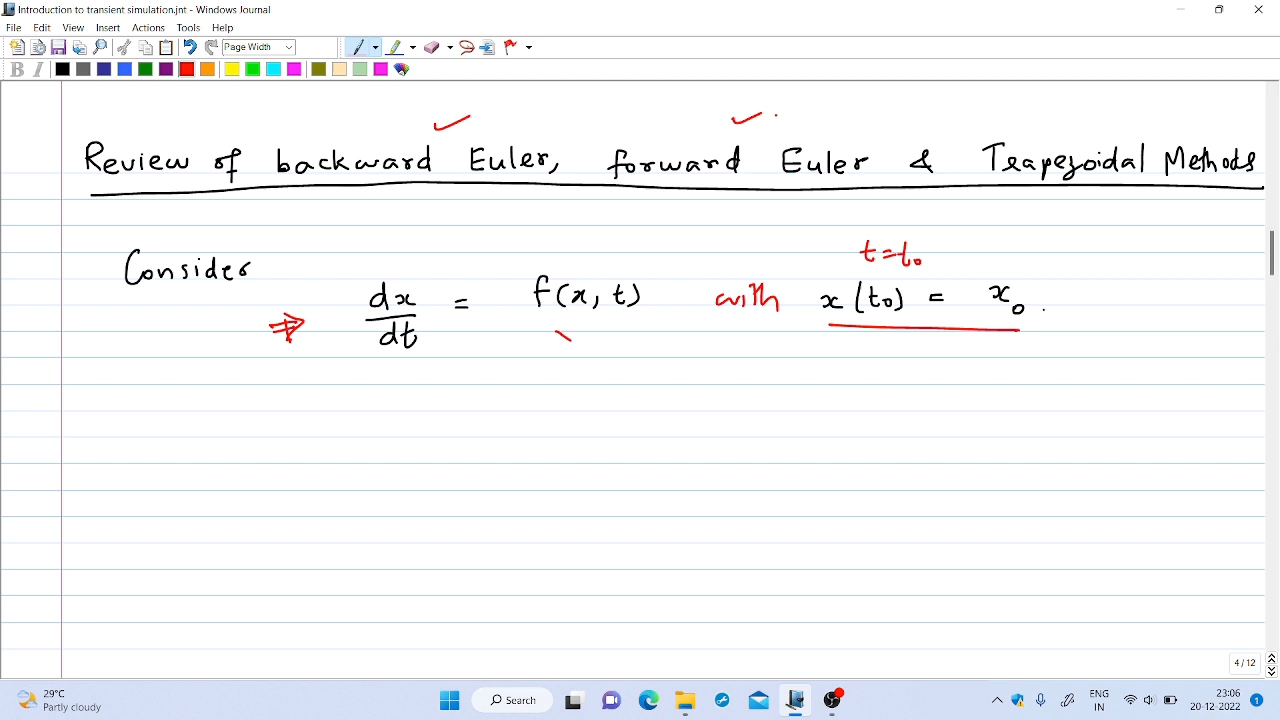 Introduction to transient simulation.jnt - Windows Journal
File Edit View Insert Actions Tools Help
Page Width
B I
Review of backward Euler, forward Euler & Trapezoidal Methods
t = t₀
Consider
dx/dt = f(x, t) with x(t₀) = x₀.
4 / 12
29°C
Partly cloudy
Search
ENG
IN
23:06
20-12-2022
1